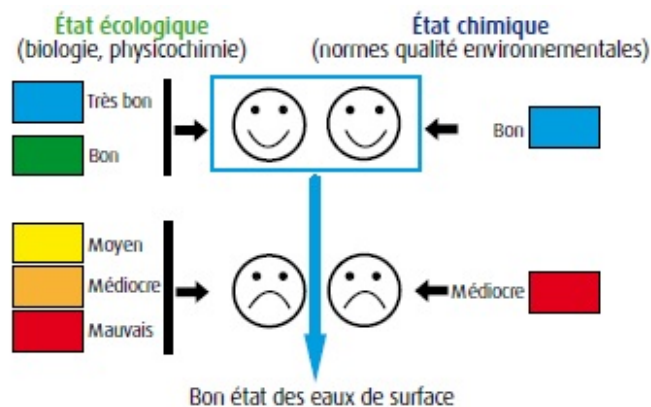 État écologique
(biologie, physicochimie)
État chimique
(normes qualité environnementales)
Très bon
Bon
Bon
Moyen
Médiocre
Mauvais
Médiocre
Bon état des eaux de surface